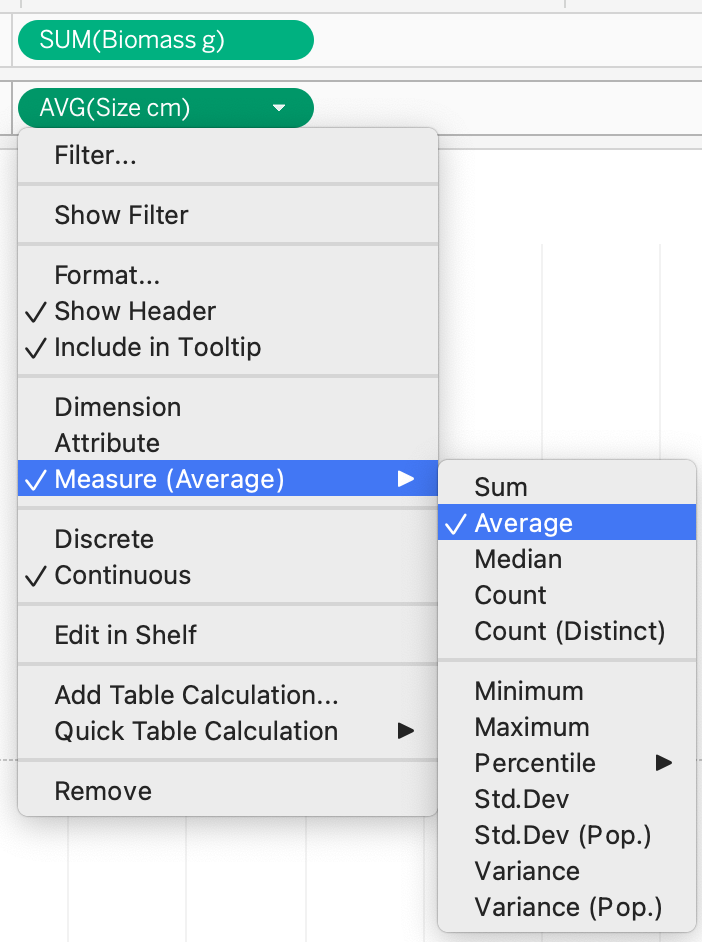 SUM(Biomass g)
AVG(Size cm)
Filter...
Show Filter
Format...
Show Header
Include in Tooltip
Dimension
Attribute
Measure (Average)
Discrete
Continuous
Edit in Shelf
Add Table Calculation...
Quick Table Calculation
Remove
Sum
Average
Median
Count
Count (Distinct)
Minimum
Maximum
Percentile
Std.Dev
Std.Dev (Pop.)
Variance
Variance (Pop.)